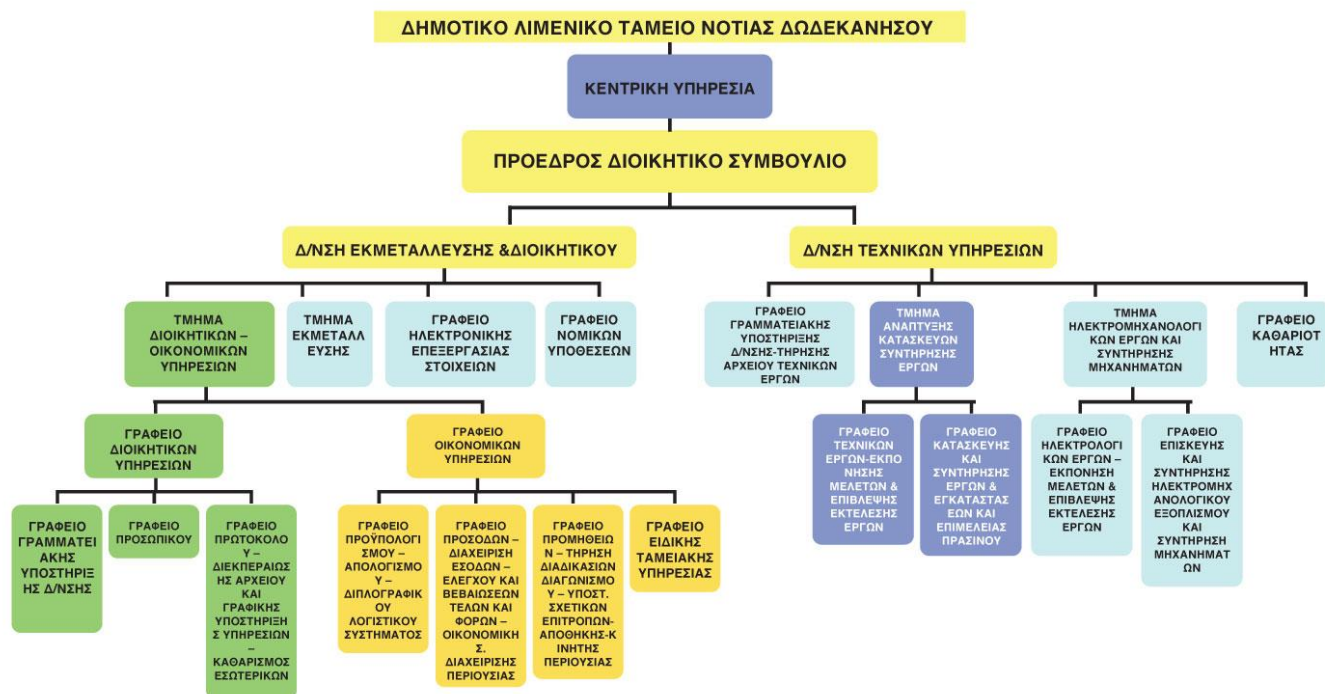 ΔΗΜΟΤΙΚΟ ΛΙΜΕΝΙΚΟ ΤΑΜΕΙΟ ΝΟΤΙΑΣ ΔΩΔΕΚΑΝΗΣΟΥ
ΚΕΝΤΡΙΚΗ ΥΠΗΡΕΣΙΑ
ΠΡΟΕΔΡΟΣ ΔΙΟΙΚΗΤΙΚΟ ΣΥΜΒΟΥΛΙΟ
Δ/ΝΣΗ ΕΚΜΕΤΑΛΛΕΥΣΗΣ &ΔΙΟΙΚΗΤΙΚΟΥ
Δ/ΝΣΗ ΤΕΧΝΙΚΩΝ ΥΠΗΡΕΣΙΩΝ
ΤΜΗΜΑ
ΔΙΟΙΚΗΤΙΚΩΝ –
ΟΙΚΟΝΟΜΙΚΩΝ
ΥΠΗΡΕΣΙΩΝ
ΤΜΗΜΑ
ΕΚΜΕΤΑΛΛ
ΕΥΣΗΣ
ΓΡΑΦΕΙΟ
ΗΛΕΚΤΡΟΝΙΚΗΣ
ΕΠΕΞΕΡΓΑΣΙΑΣ
ΣΤΟΙΧΕΙΩΝ
ΓΡΑΦΕΙΟ
ΝΟΜΙΚΩΝ
ΥΠΟΘΕΣΕΩΝ
ΓΡΑΦΕΙΟ
ΓΡΑΜΜΑΤΕΙΑΚΗΣ
ΥΠΟΣΤΗΡΙΞΗΣ
Δ/ΝΣΗΣ-ΤΗΡΗΣΗΣ
ΑΡΧΕΙΟΥ ΤΕΧΝΙΚΩΝ
ΕΡΓΩΝ
ΤΜΗΜΑ
ΑΝΑΠΤΥΞΗΣ
ΚΑΤΑΣΚΕΥΩΝ
ΣΥΝΤΗΡΗΣΗΣ
ΕΡΓΩΝ
ΤΜΗΜΑ
ΗΛΕΚΤΡΟΜΗΧΑΝΟΛΟΓΙ
ΚΩΝ ΕΡΓΩΝ ΚΑΙ
ΣΥΝΤΗΡΗΣΗΣ
ΜΗΧΑΝΗΜΑΤΩΝ
ΓΡΑΦΕΙΟ
ΚΑΘΑΡΙΟΤ
ΗΤΑΣ
ΓΡΑΦΕΙΟ
ΔΙΟΙΚΗΤΙΚΩΝ
ΥΠΗΡΕΣΙΩΝ
ΓΡΑΦΕΙΟ
ΟΙΚΟΝΟΜΙΚΩΝ
ΥΠΗΡΕΣΙΩΝ
ΓΡΑΦΕΙΟ
ΤΕΧΝΙΚΩΝ
ΕΡΓΩΝ-ΕΚΠΟ
ΝΗΣΗΣ
ΜΕΛΕΤΩΝ &
ΕΠΙΒΛΕΨΗΣ
ΕΚΤΕΛΕΣΗΣ
ΕΡΓΩΝ
ΓΡΑΦΕΙΟ
ΚΑΤΑΣΚΕΥΗΣ
ΚΑΙ
ΣΥΝΤΗΡΗΣΗΣ
ΕΡΓΩΝ &
ΕΓΚΑΤΑΣΤΑΣ
ΕΩΝ ΚΑΙ
ΕΠΙΜΕΛΕΙΑΣ
ΠΡΑΣΙΝΟΥ
ΓΡΑΦΕΙΟ
ΗΛΕΚΤΡΟΛΟΓΙ
ΚΩΝ ΕΡΓΩΝ –
ΕΚΠΟΝΗΣΗ
ΜΕΛΕΤΩΝ &
ΕΠΙΒΛΕΨΗΣ
ΕΚΤΕΛΕΣΗΣ
ΕΡΓΩΝ
ΓΡΑΦΕΙΟ
ΕΠΙΣΚΕΥΗΣ
ΚΑΙ
ΣΥΝΤΗΡΗΣΗΣ
ΗΛΕΚΤΡΟΜΗΧ
ΑΝΟΛΟΓΙΚΟΥ
ΕΞΟΠΛΙΣΜΟΥ
ΚΑΙ
ΣΥΝΤΗΡΗΣΗ
ΜΗΧΑΝΗΜΑΤ
ΩΝ
ΓΡΑΦΕΙΟ
ΓΡΑΜΜΑΤΕΙ
ΑΚΗΣ
ΥΠΟΣΤΗΡΙΞ
ΗΣ Δ/ΝΣΗΣ
ΓΡΑΦΕΙΟ
ΠΡΟΣΩΠΙΚΟΥ
ΓΡΑΦΕΙΟ
ΠΡΩΤΟΚΟΛΟ
Υ –
ΔΙΕΚΠΕΡΑΙΩΣ
ΗΣ ΑΡΧΕΙΟΥ
ΚΑΙ
ΓΡΑΦΙΚΗΣ
ΥΠΟΣΤΗΡΙΞΗ
Σ ΥΠΗΡΕΣΙΩΝ
– ΚΑΘΑΡΙΣΜΟΣ
ΕΣΩΤΕΡΙΚΩΝ
ΓΡΑΦΕΙΟ
ΠΡΟΫΠΟΛΟΓΙ
ΣΜΟΥ –
ΑΠΟΛΟΓΙΣΜΟ
Υ –
ΔΙΠΛΟΓΡΑΦΙΚ
ΟΥ
ΛΟΓΙΣΤΙΚΟΥ
ΣΥΣΤΗΜΑΤΟΣ
ΓΡΑΦΕΙΟ
ΠΡΟΣΟΔΩΝ –
ΔΙΑΧΕΙΡΙΣΗ
ΕΣΟΔΩΝ –
ΕΛΕΓΧΟΥ ΚΑΙ
ΒΕΒΑΙΩΣΕΩΝ
ΤΕΛΩΝ ΚΑΙ
ΦΟΡΩΝ –
ΟΙΚΟΝΟΜΙΚΗ
Σ.
ΔΙΑΧΕΙΡΙΣΗΣ
ΠΕΡΙΟΥΣΙΑΣ
ΓΡΑΦΕΙΟ
ΠΡΟΜΗΘΕΙΩ
Ν – ΤΗΡΗΣΗ
ΔΙΑΔΙΚΑΣΙΩΝ
ΔΙΑΓΩΝΙΣΜΟ
Υ – ΥΠΟΣΤ.
ΣΧΕΤΙΚΩΝ
ΕΠΙΤΡΟΠΩΝ-
ΑΠΟΘΗΚΗΣ-Κ
ΙΝΗΤΗΣ
ΠΕΡΙΟΥΣΙΑΣ
ΓΡΑΦΕΙΟ
ΕΙΔΙΚΗΣ
ΤΑΜΕΙΑΚΗΣ
ΥΠΗΡΕΣΙΑΣ